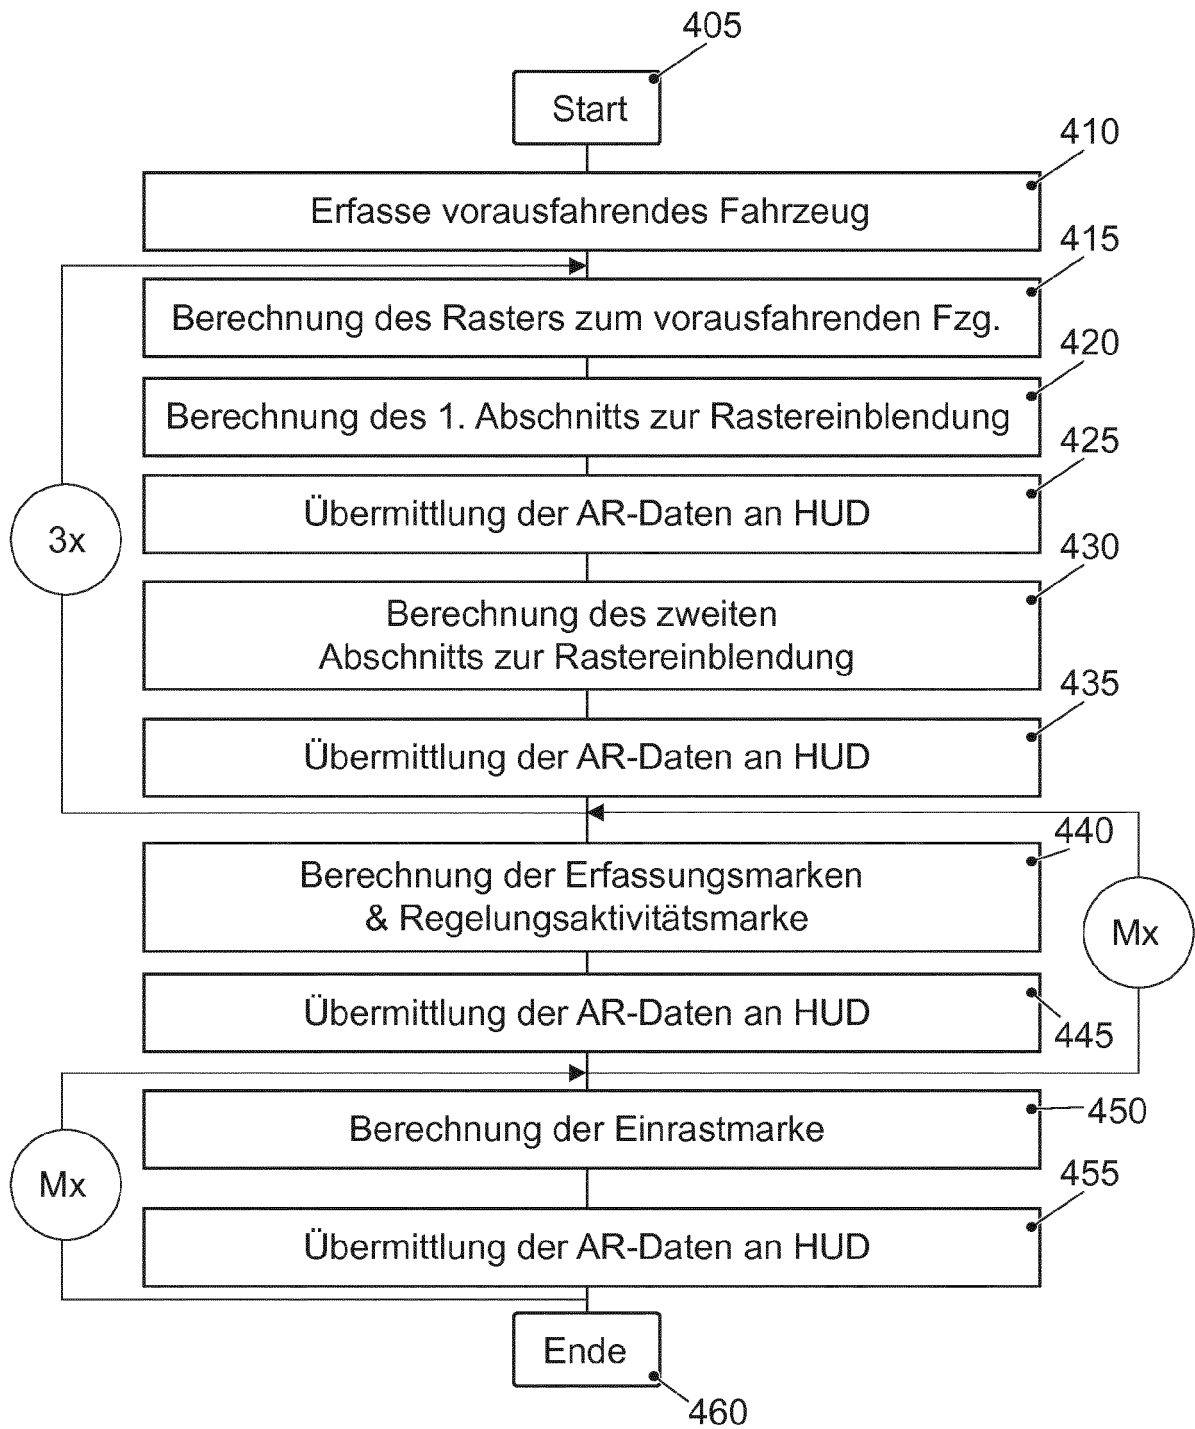 405
Start
410
Erfasse vorausfahrendes Fahrzeug
415
Berechnung des Rasters zum vorausfahrenden Fzg.
420
Berechnung des 1. Abschnitts zur Rastereinblendung
425
Übermittlung der AR-Daten an HUD
3x
430
Berechnung des zweiten
Abschnitts zur Rastereinblendung
435
Übermittlung der AR-Daten an HUD
440
Berechnung der Erfassungsmarken
& Regelungsaktivitätsmarke
Mx
Übermittlung der AR-Daten an HUD
445
Berechnung der Einrastmarke
450
Mx
455
Übermittlung der AR-Daten an HUD
Ende
460